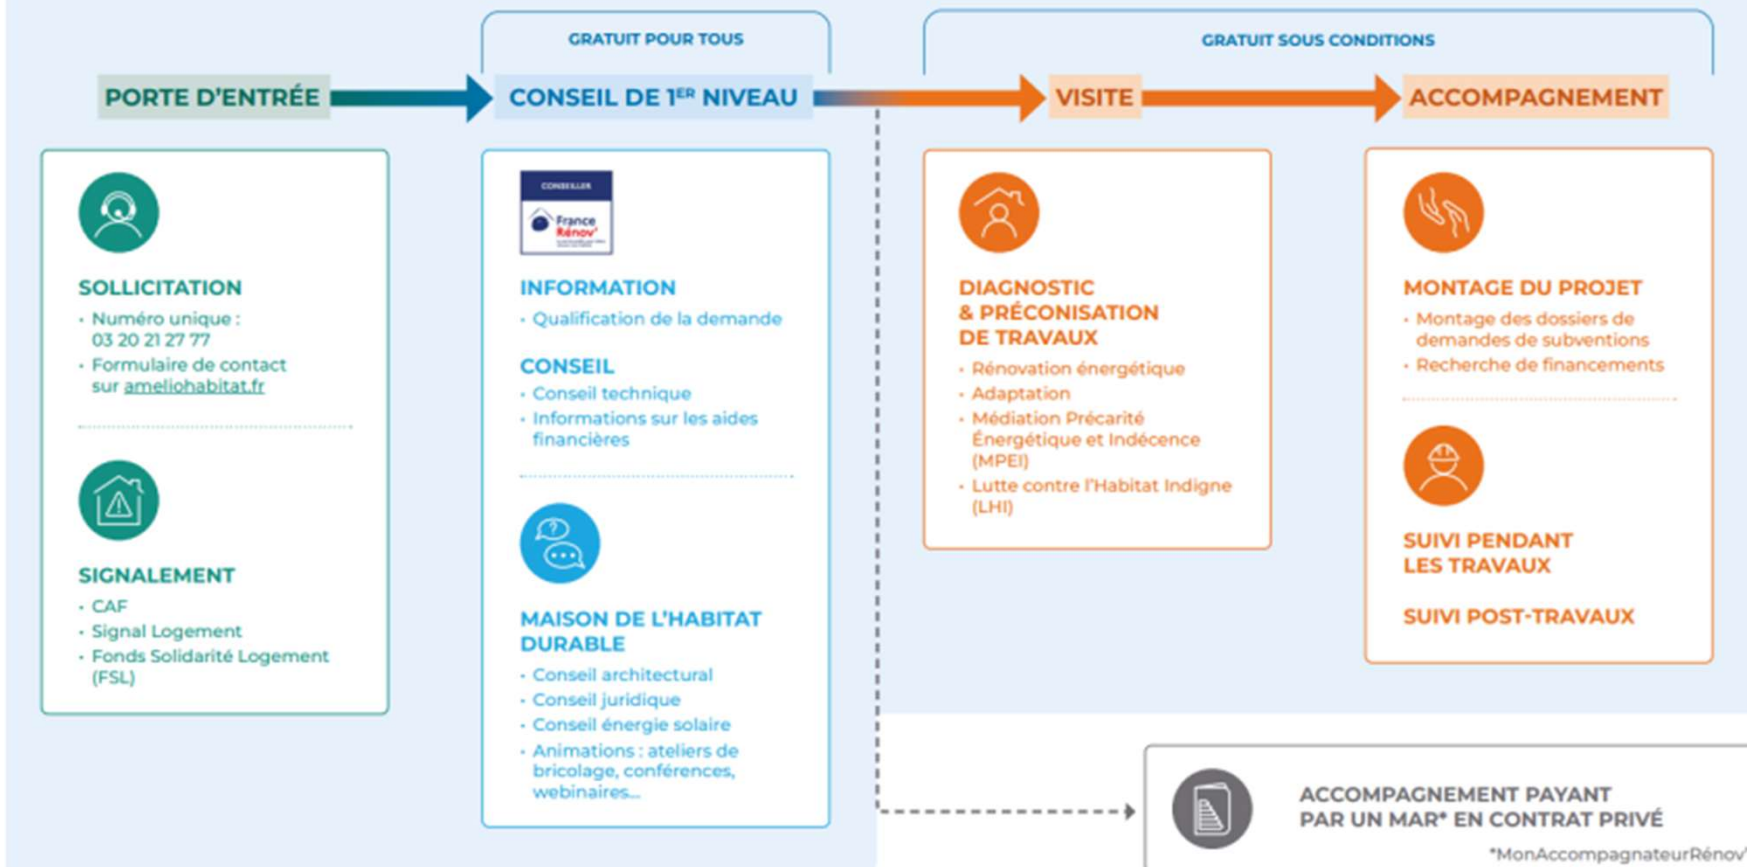 GRATUIT POUR TOUS
GRATUIT SOUS CONDITIONS
PORTE D'ENTRÉE
CONSEIL DE 1ER NIVEAU
VISITE
ACCOMPAGNEMENT
SOLLICITATION
• Numéro unique :
03 20 21 27 77
• Formulaire de contact
sur ameliohabitat.fr
SIGNALEMENT
• CAF
• Signal Logement
• Fonds Solidarité Logement
(FSL)
CONSEILLER
France
Rénov'
INFORMATION
• Qualification de la demande
CONSEIL
• Conseil technique
• Informations sur les aides
financières
MAISON DE L'HABITAT
DURABLE
• Conseil architectural
• Conseil juridique
• Conseil énergie solaire
• Animations : ateliers de
bricolage, conférences,
webinaires...
DIAGNOSTIC
& PRÉCONISATION
DE TRAVAUX
• Rénovation énergétique
• Adaptation
• Médiation Précarité
Énergétique et Indécence
(MPEI)
• Lutte contre l'Habitat Indigne
(LHI)
MONTAGE DU PROJET
• Montage des dossiers de
demandes de subventions
• Recherche de financements
SUIVI PENDANT
LES TRAVAUX
SUIVI POST-TRAVAUX
ACCOMPAGNEMENT PAYANT
PAR UN MAR* EN CONTRAT PRIVÉ
*MonAccompagnateurRénov'